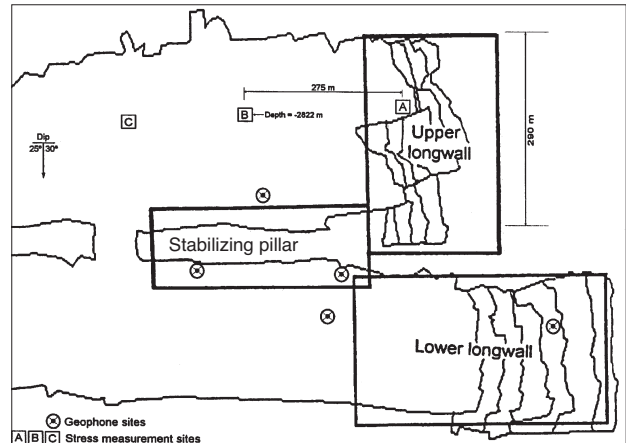 275 m
A
C
B
Depth = -2822 m
Upper
longwall
290 m
Dip
25° 30°
Stabilizing pillar
Lower longwall
Geophone sites
A B C Stress measurement sites